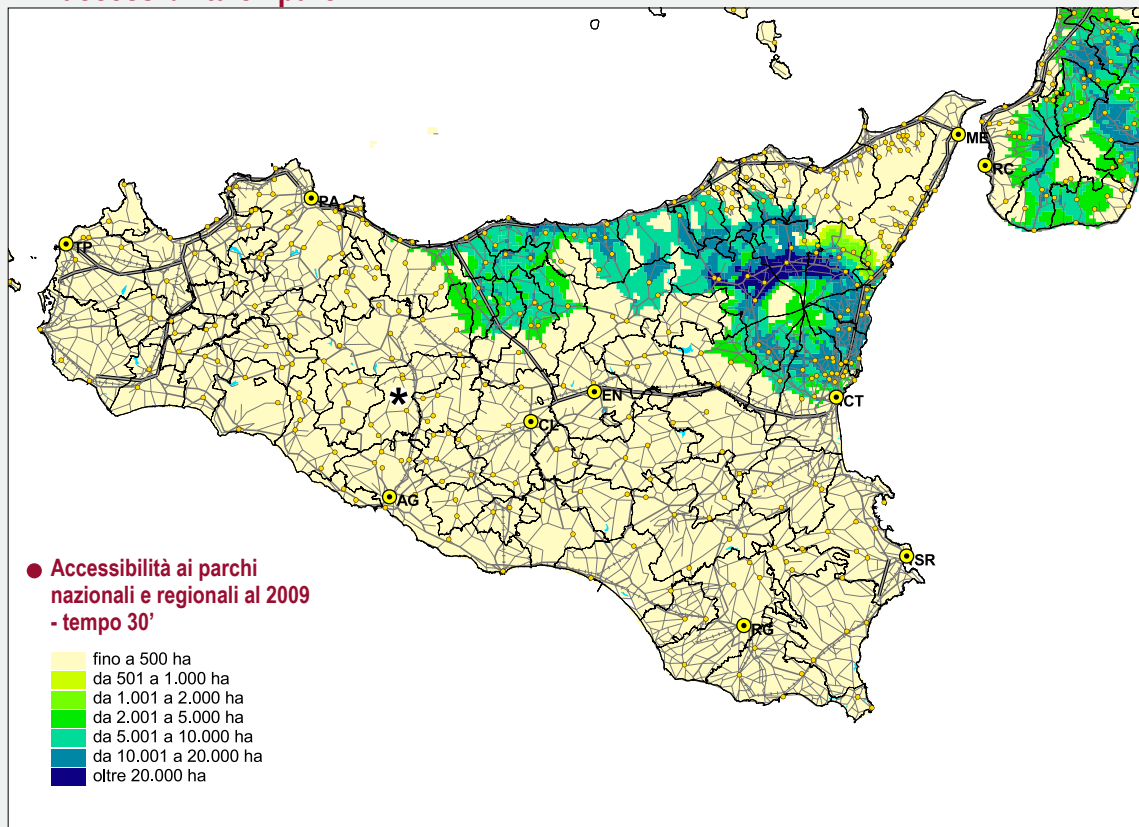 ME
RC
PA
TP
EN
CT
CL
AG
SR
RG
*
Accessibilità ai parchi
nazionali e regionali al 2009
- tempo 30'
fino a 500 ha
da 501 a 1.000 ha
da 1.001 a 2.000 ha
da 2.001 a 5.000 ha
da 5.001 a 10.000 ha
da 10.001 a 20.000 ha
oltre 20.000 ha